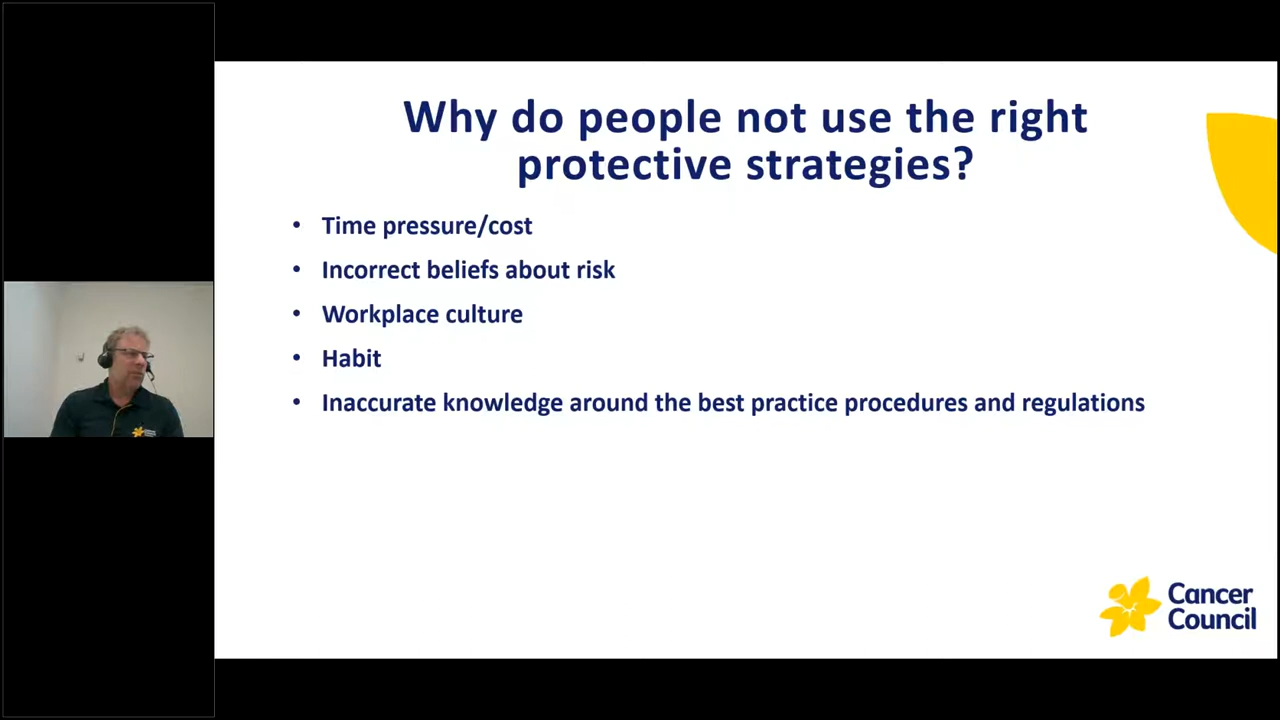 Why do people not use the right
protective strategies?
• Time pressure/cost
• Incorrect beliefs about risk
• Workplace culture
• Habit
• Inaccurate knowledge around the best practice procedures and regulations
Cancer
Council